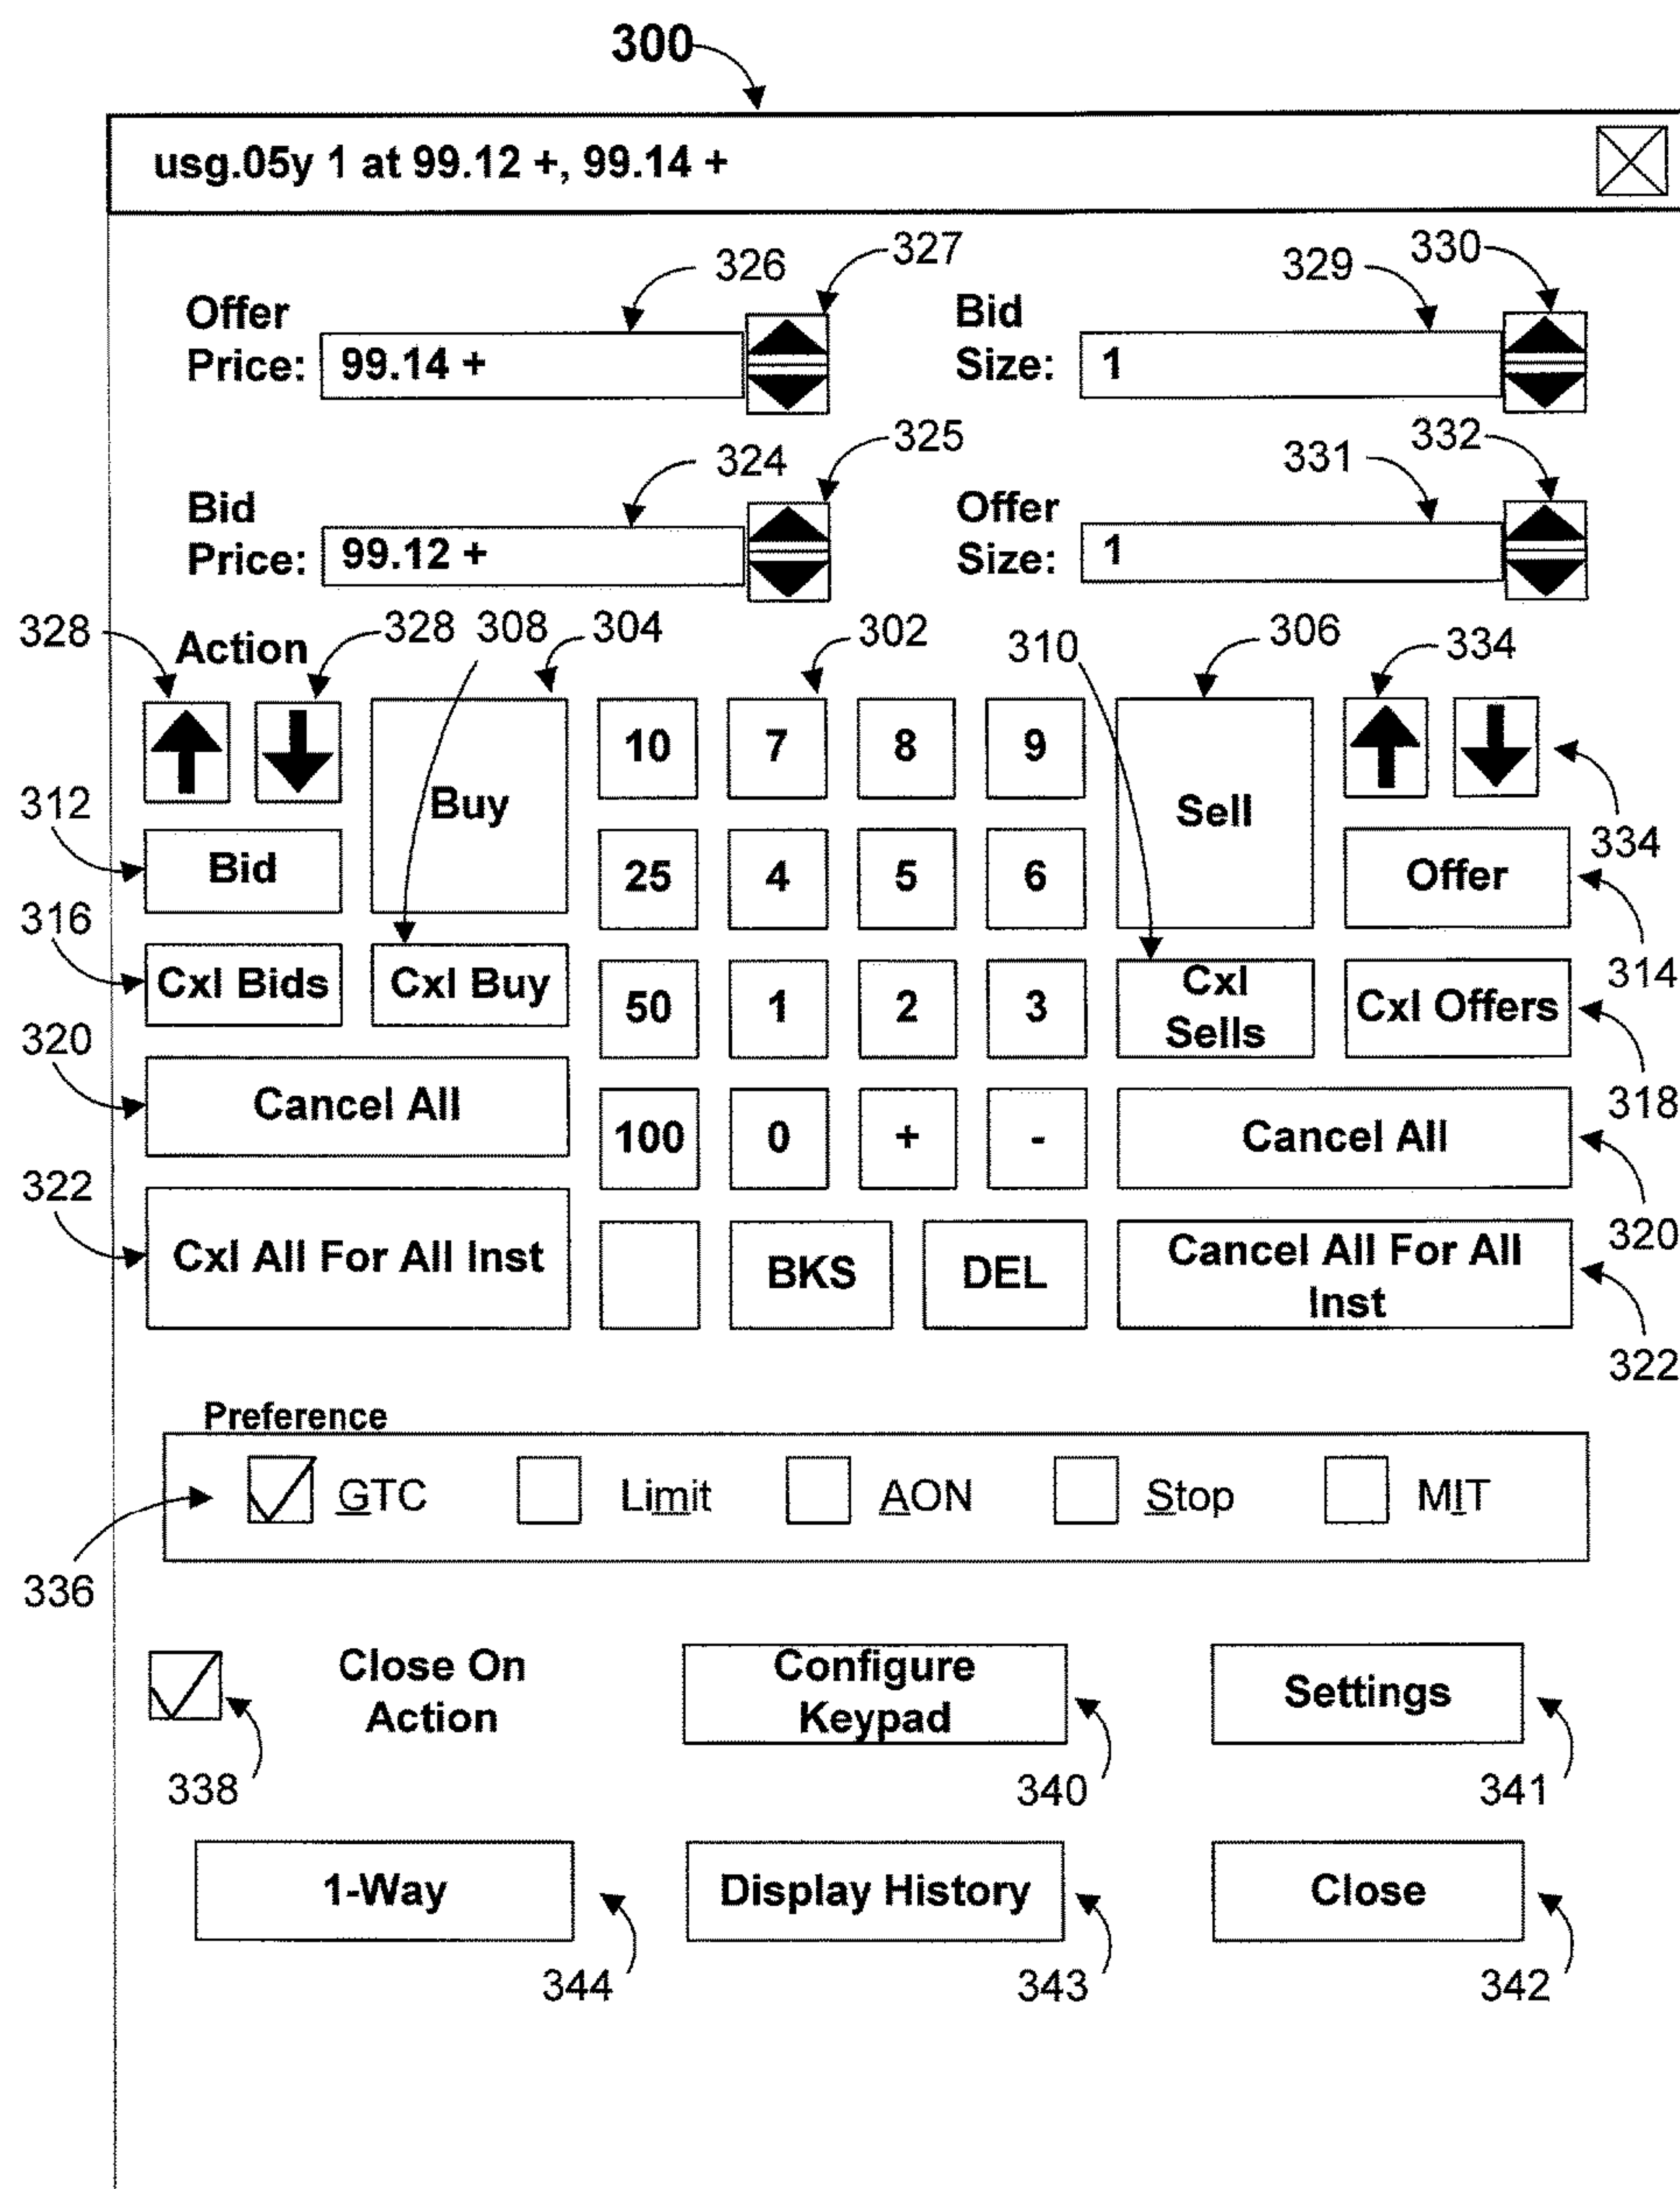 300
usg.05y 1 at 99.12 +, 99.14 +
326 327 329 330
Offer
Price: 99.14 +
Bid
Size: 1
324 325 331 332
Bid
Price: 99.12 +
Offer
Size: 1
328 Action 328 308 304 302 310 306 334
Buy 10 7 8 9 Sell
312 334
Bid 25 4 5 6 Offer
316 314
Cxl Bids Cxl Buy 50 1 2 3 Cxl
Sells Cxl Offers
320 318
Cancel All 100 0 + - Cancel All
322 320
Cxl All For All Inst BKS DEL Cancel All For All
Inst
322
Preference
GTC Limit AON Stop MIT
336
Close On
Action
Configure
Keypad
Settings
338 340 341
1-Way Display History Close
344 343 342